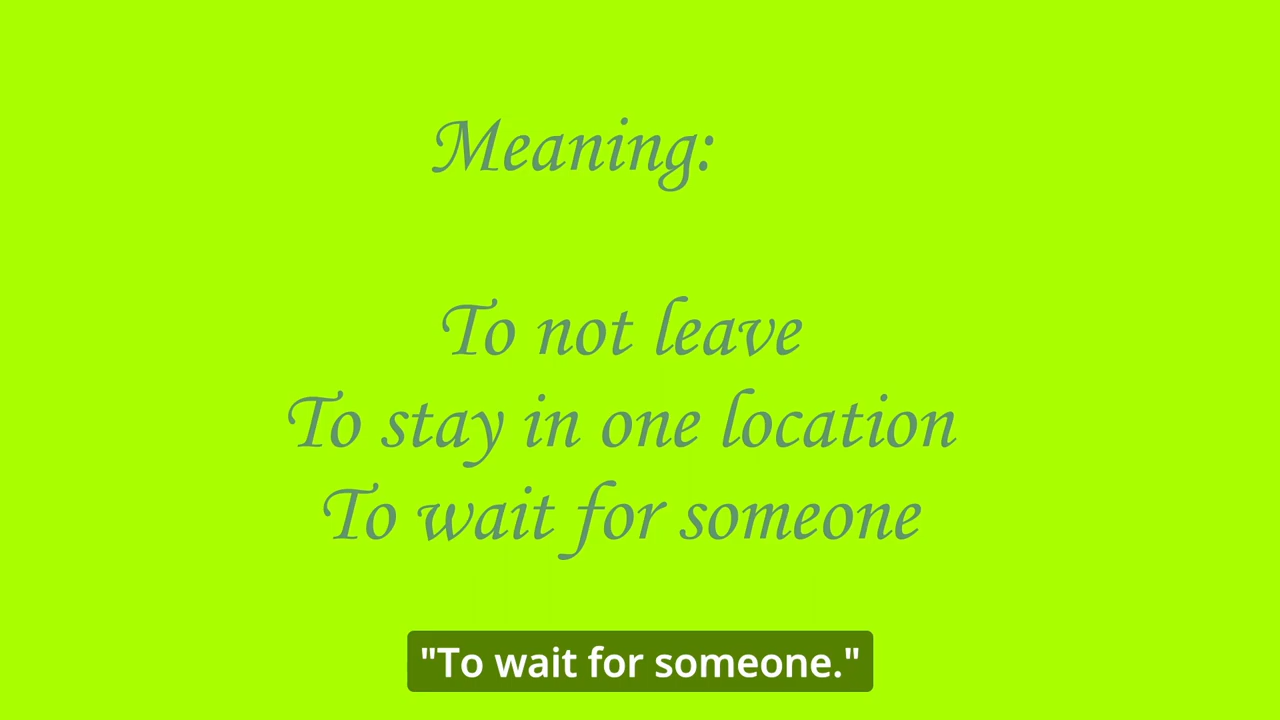 Meaning:
To not leave
To stay in one location
To wait for someone
"To wait for someone."